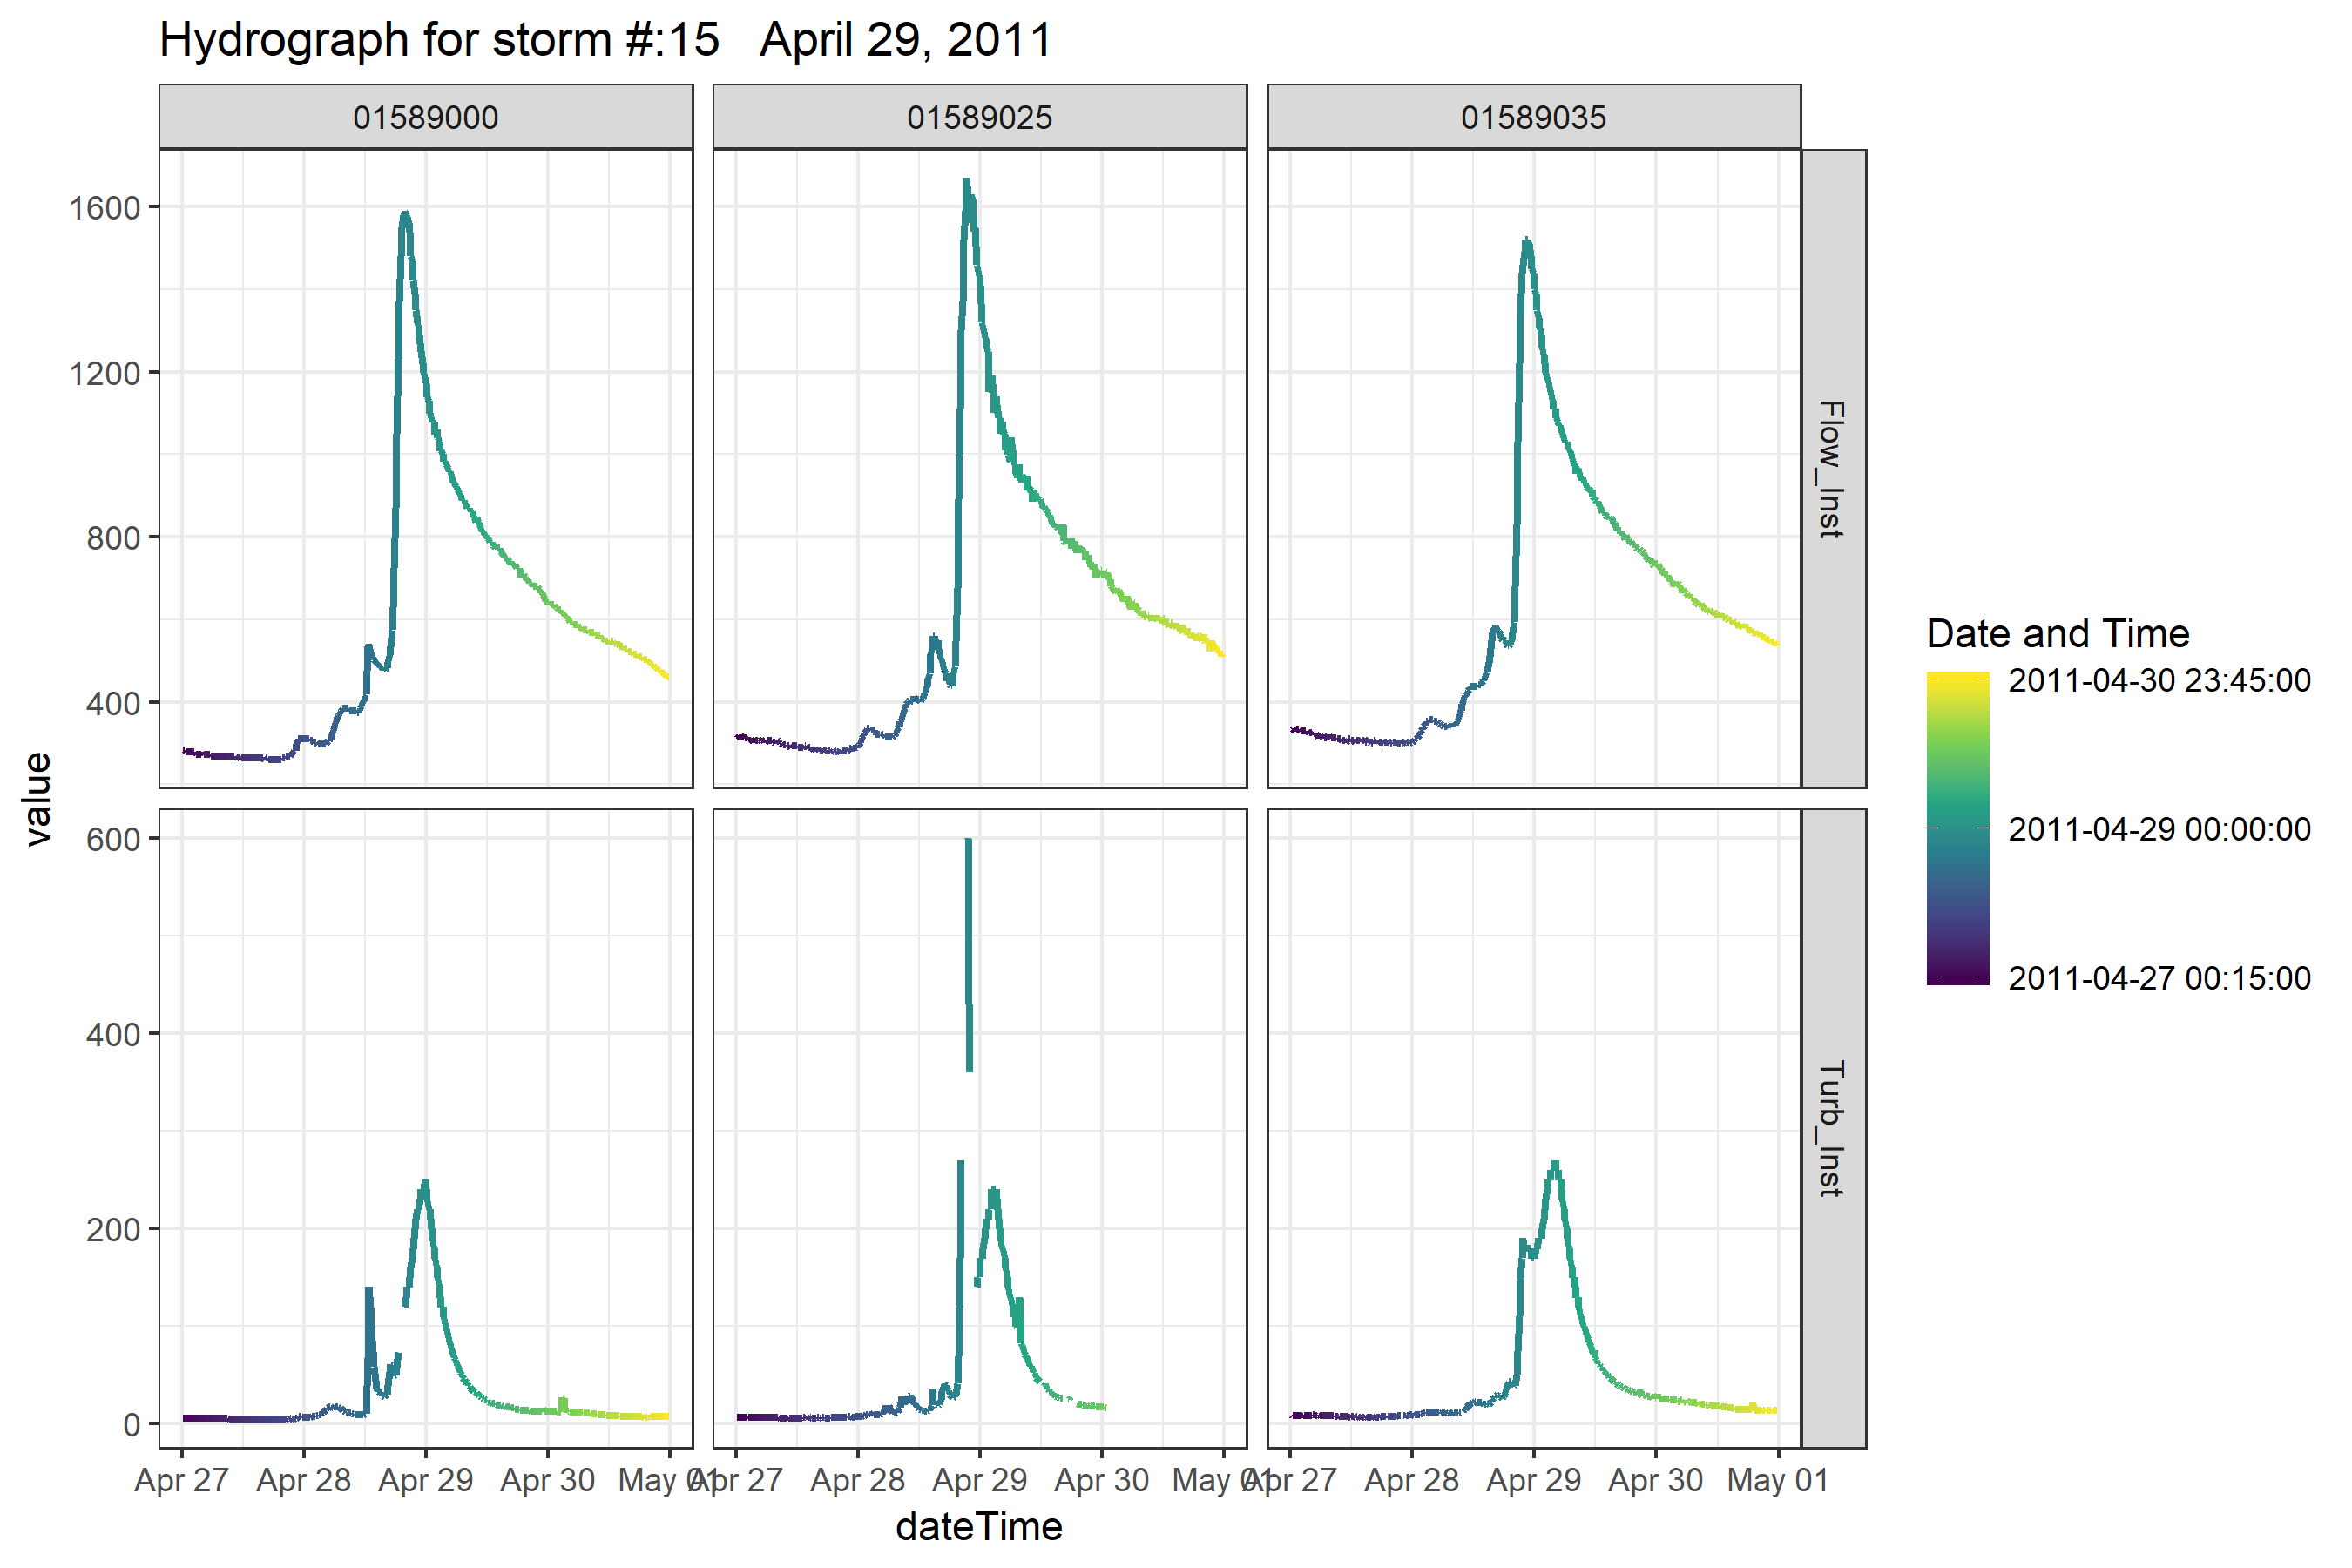 Hydrograph for storm #:15   April 29, 2011
01589000
01589025
01589035
1600
1200
800
400
Flow_Inst
600
400
200
0
Turb_Inst
value
Apr 27 Apr 28 Apr 29 Apr 30 May 01
Apr 27 Apr 28 Apr 29 Apr 30 May 01
Apr 27 Apr 28 Apr 29 Apr 30 May 01
dateTime
Date and Time
2011-04-30 23:45:00
2011-04-29 00:00:00
2011-04-27 00:15:00